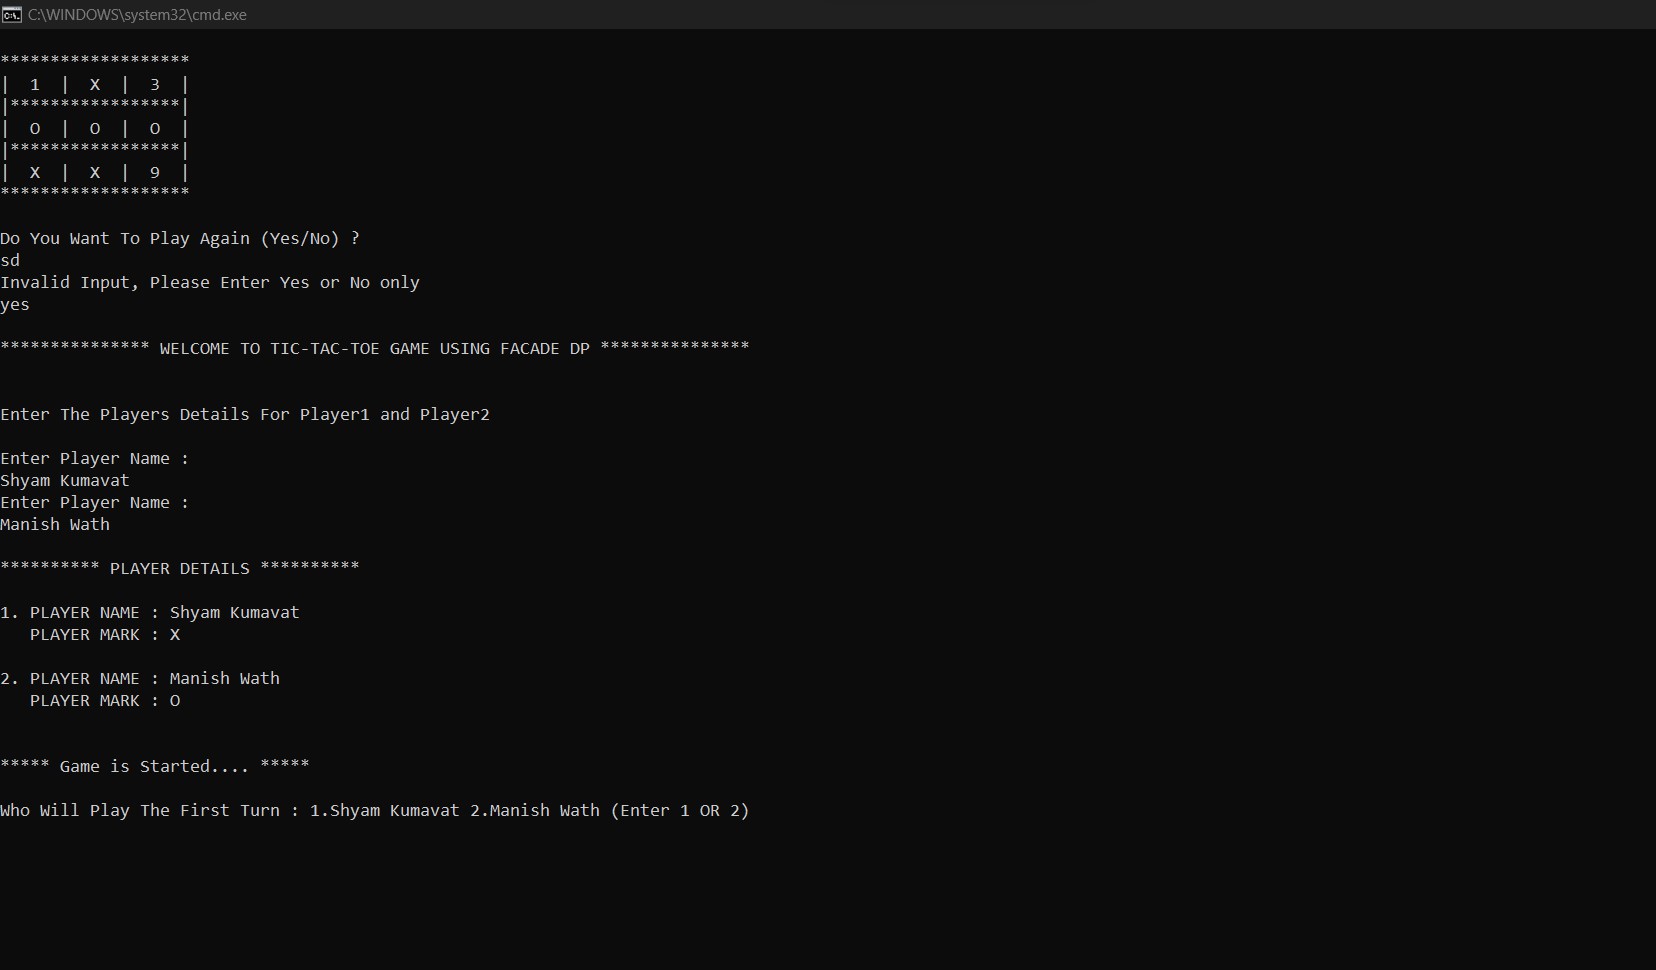 C:\WINDOWS\system32\cmd.exe
*******************
|  1  |  X  |  3  |
|*****************|
|  O  |  O  |  O  |
|*****************|
|  X  |  X  |  9  |
*******************
Do You Want To Play Again (Yes/No) ?
sd
Invalid Input, Please Enter Yes or No only
yes
*************** WELCOME TO TIC-TAC-TOE GAME USING FACADE DP ***************
Enter The Players Details For Player1 and Player2
Enter Player Name :
Shyam Kumavat
Enter Player Name :
Manish Wath
********** PLAYER DETAILS **********
1. PLAYER NAME : Shyam Kumavat
   PLAYER MARK : X
2. PLAYER NAME : Manish Wath
   PLAYER MARK : O
***** Game is Started.... *****
Who Will Play The First Turn : 1.Shyam Kumavat 2.Manish Wath (Enter 1 OR 2)